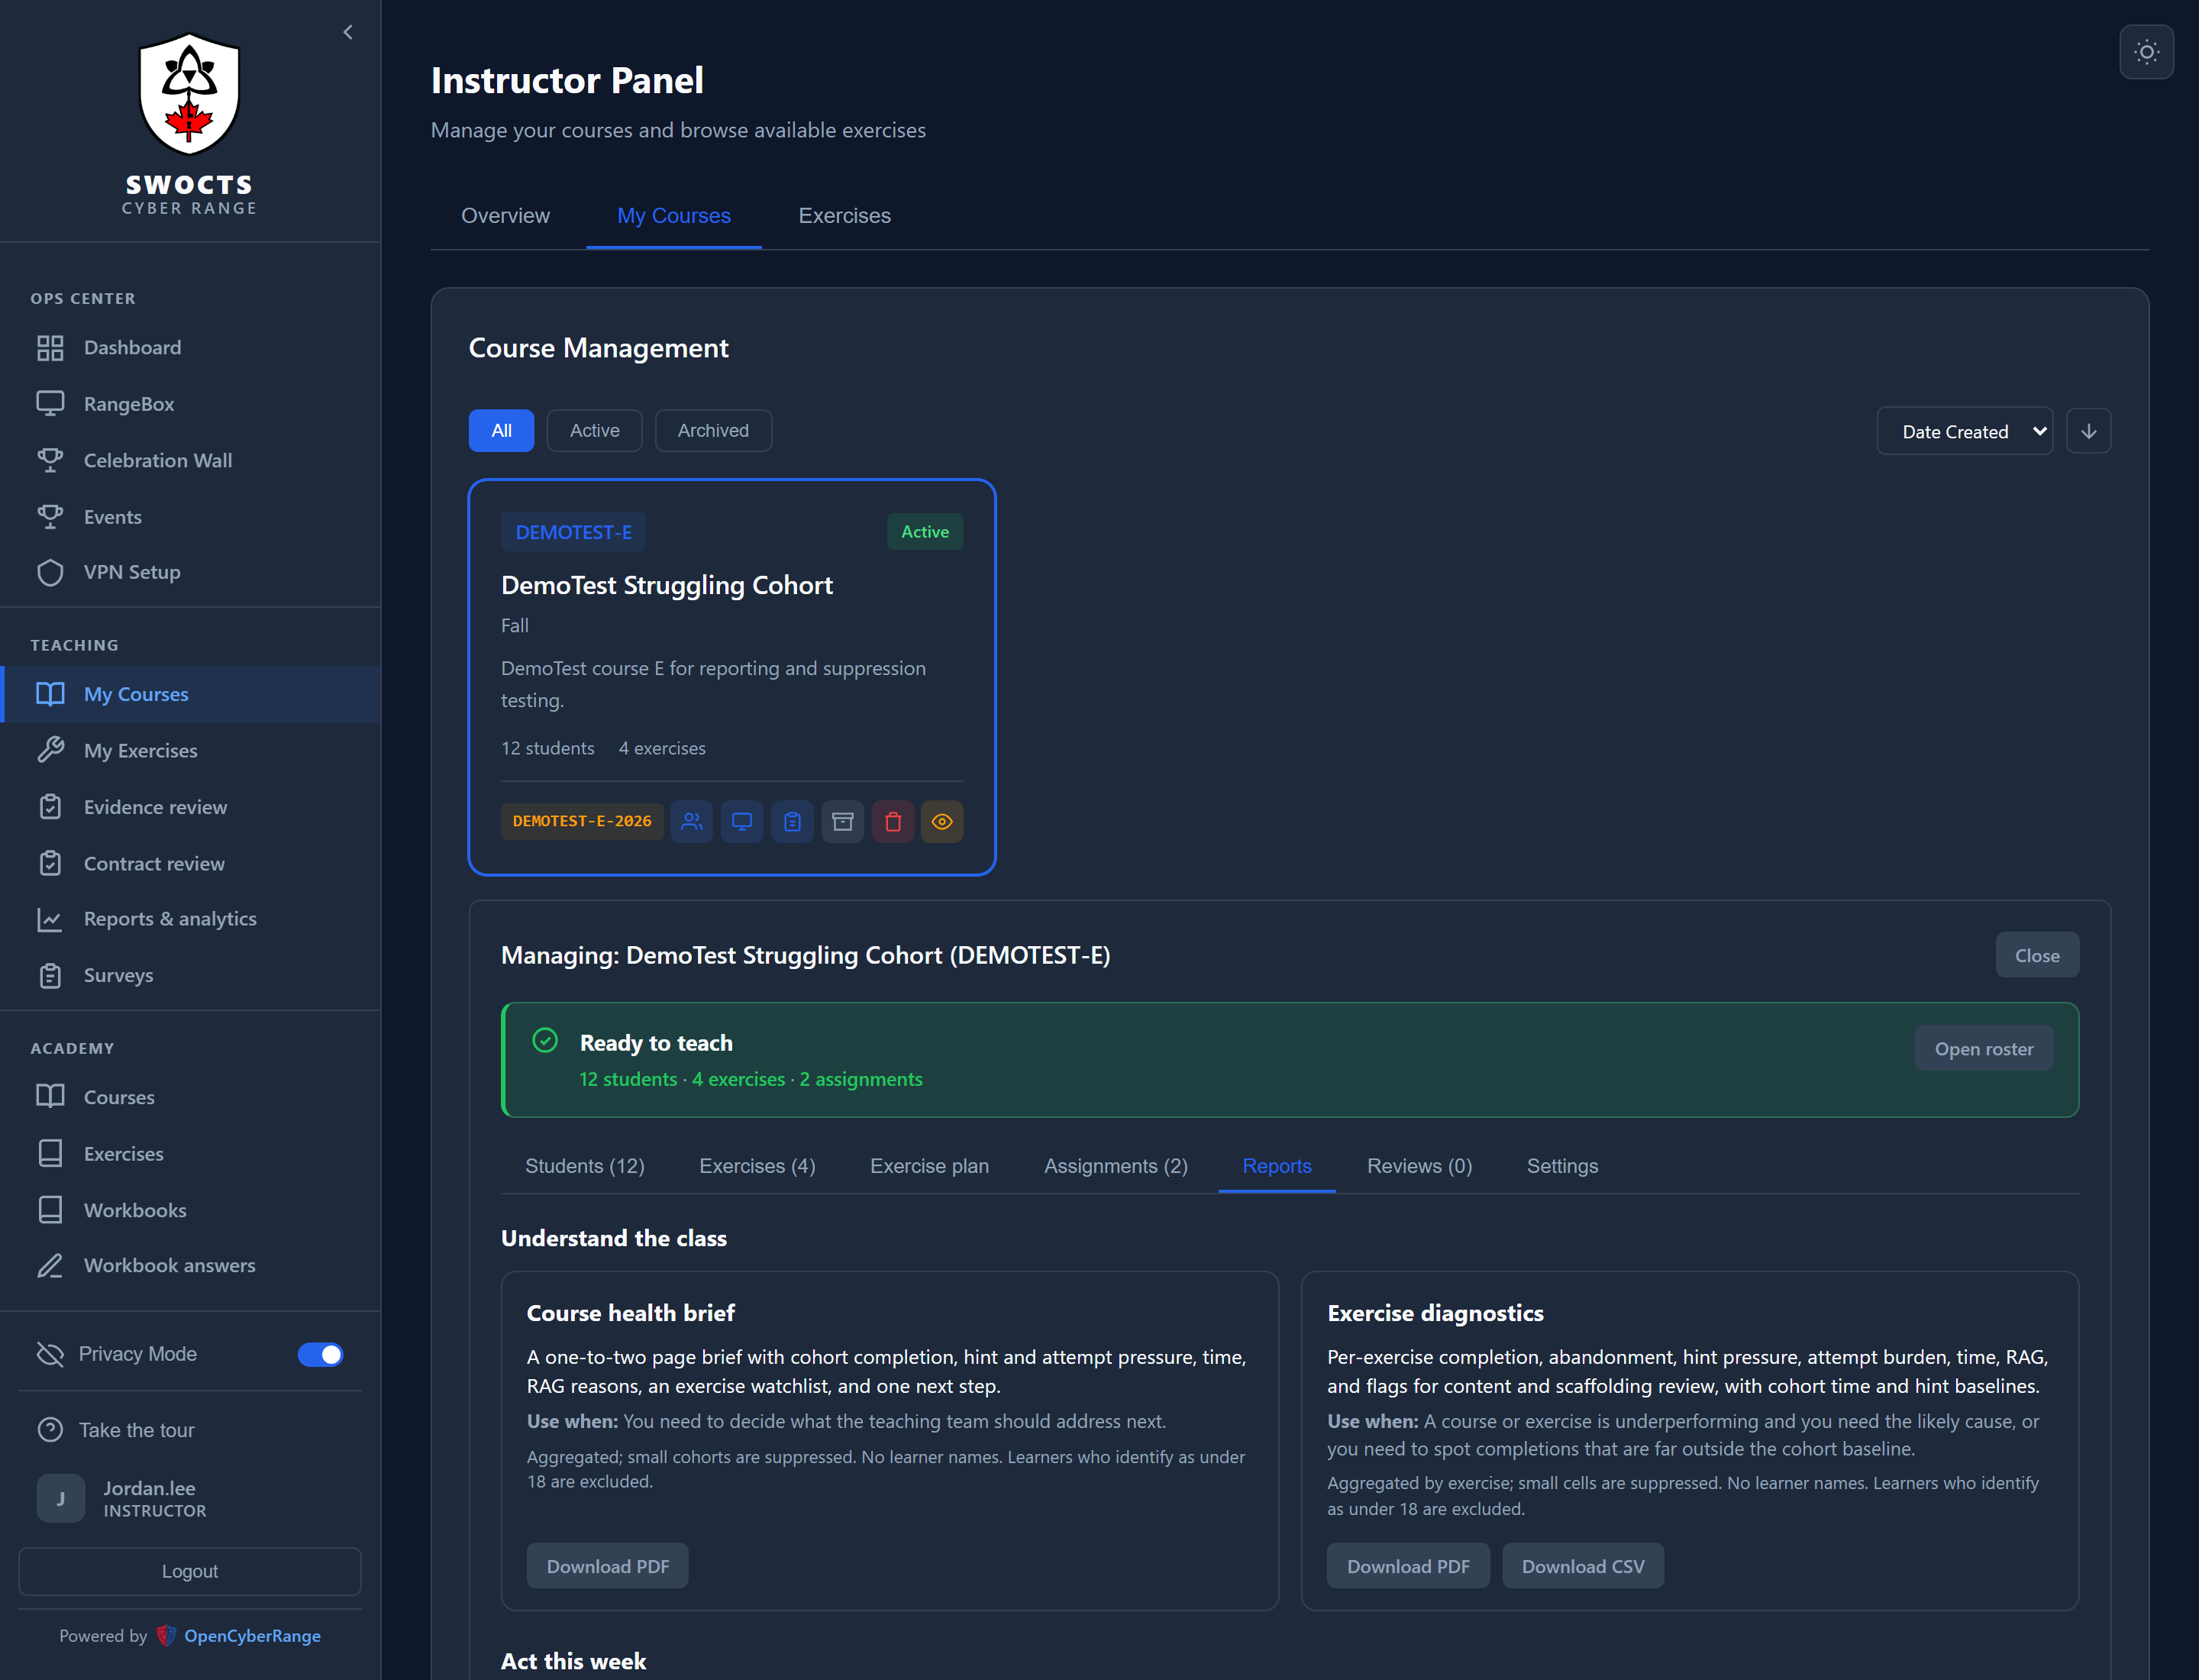 SWOCTS
CYBER RANGE
OPS CENTER
Dashboard
RangeBox
Celebration Wall
Events
VPN Setup
TEACHING
My Courses
My Exercises
Evidence review
Contract review
Reports & analytics
Surveys
ACADEMY
Courses
Exercises
Workbooks
Workbook answers
Privacy Mode
Take the tour
J
Jordan.lee
INSTRUCTOR
Logout
Powered by OpenCyberRange
Instructor Panel
Manage your courses and browse available exercises
Overview My Courses Exercises
Course Management
All Active Archived
Date Created
DEMOTEST-E Active
DemoTest Struggling Cohort
Fall
DemoTest course E for reporting and suppression
testing.
12 students 4 exercises
DEMOTEST-E-2026
Managing: DemoTest Struggling Cohort (DEMOTEST-E)
Close
Ready to teach
12 students · 4 exercises · 2 assignments
Open roster
Students (12) Exercises (4) Exercise plan Assignments (2) Reports Reviews (0) Settings
Understand the class
Course health brief
A one-to-two page brief with cohort completion, hint and attempt pressure, time,
RAG reasons, an exercise watchlist, and one next step.
Use when: You need to decide what the teaching team should address next.
Aggregated; small cohorts are suppressed. No learner names. Learners who identify as under
18 are excluded.
Download PDF
Exercise diagnostics
Per-exercise completion, abandonment, hint pressure, attempt burden, time, RAG,
and flags for content and scaffolding review, with cohort time and hint baselines.
Use when: A course or exercise is underperforming and you need the likely cause, or
you need to spot completions that are far outside the cohort baseline.
Aggregated by exercise; small cells are suppressed. No learner names. Learners who identify
as under 18 are excluded.
Download PDF Download CSV
Act this week